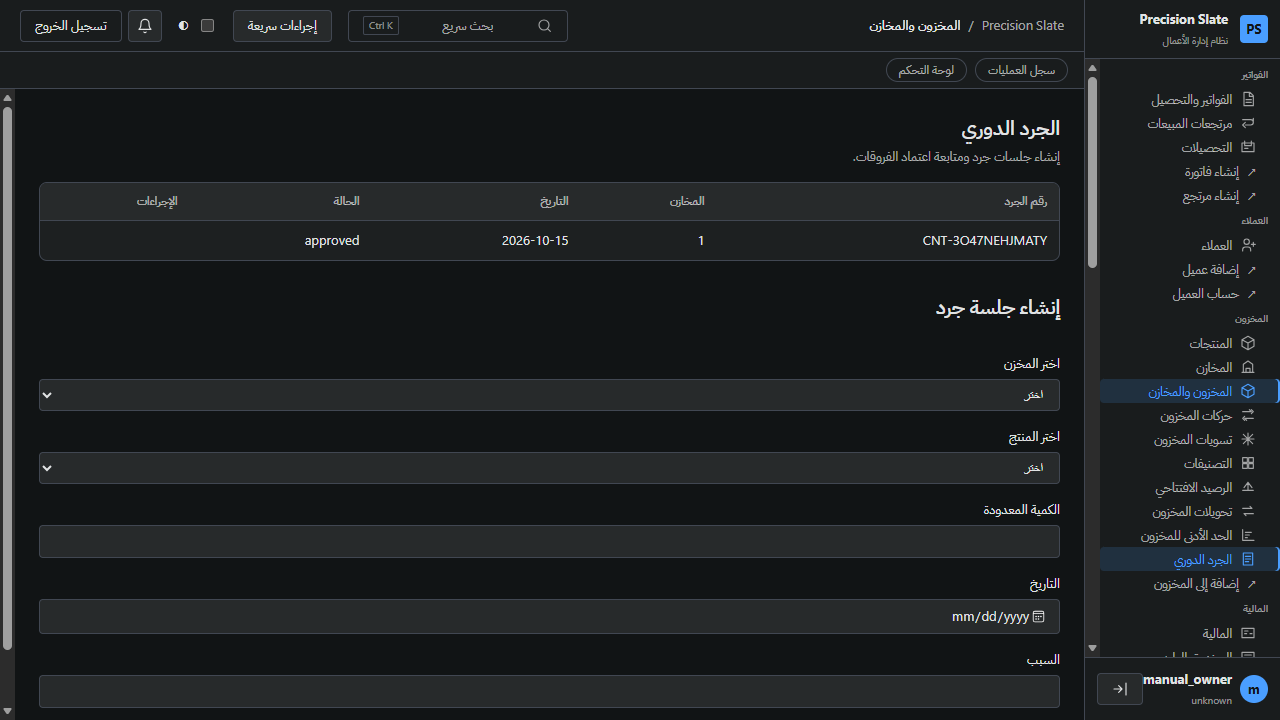 PS
Precision Slate
نظام إدارة الأعمال
Precision Slate / المخزون والمخازن
بحث سريع
Ctrl K
إجراءات سريعة
تسجيل الخروج
سجل العمليات
لوحة التحكم
الفواتير
الفواتير والتحصيل
مرتجعات المبيعات
التحصيلات
إنشاء فاتورة
إنشاء مرتجع
العملاء
العملاء
إضافة عميل
حساب العميل
المخزون
المنتجات
المخازن
المخزون والمخازن
حركات المخزون
تسويات المخزون
التصنيفات
الرصيد الافتتاحي
تحويلات المخزون
الحد الأدنى للمخزون
الجرد الدوري
إضافة إلى المخزون
المالية
المالية
m
manual_owner
unknown
الجرد الدوري
إنشاء جلسات جرد ومتابعة اعتماد الفروقات.
رقم الجرد المخازن التاريخ الحالة الإجراءات
CNT-3O47NEHJMATY 1 2026-10-15 approved
إنشاء جلسة جرد
اختر المخزن
اختر
اختر المنتج
اختر
الكمية المعدودة
التاريخ
mm/dd/yyyy
السبب